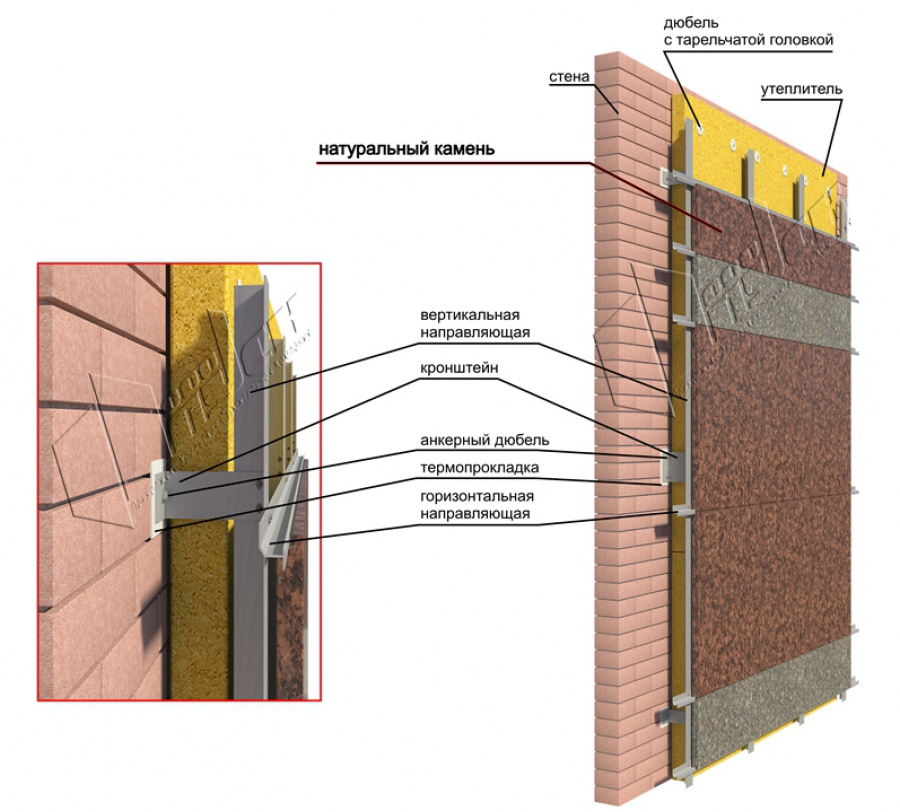 дюбель
с тарельчатой головкой
стена
утеплитель
натуральный камень
вертикальная
направляющая
кронштейн
анкерный дюбель
термопрокладка
горизонтальная
направляющая